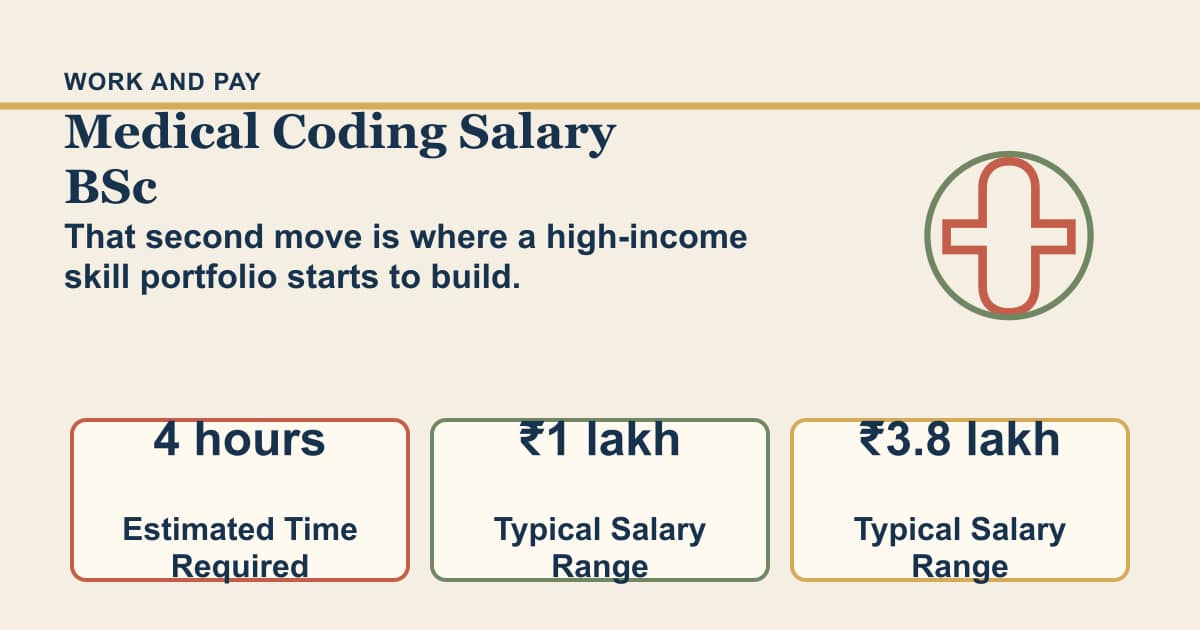 WORK AND PAY
Medical Coding Salary
BSc
That second move is where a high-income
skill portfolio starts to build.
4 hours
Estimated Time
Required
₹1 lakh
Typical Salary
Range
₹3.8 lakh
Typical Salary
Range